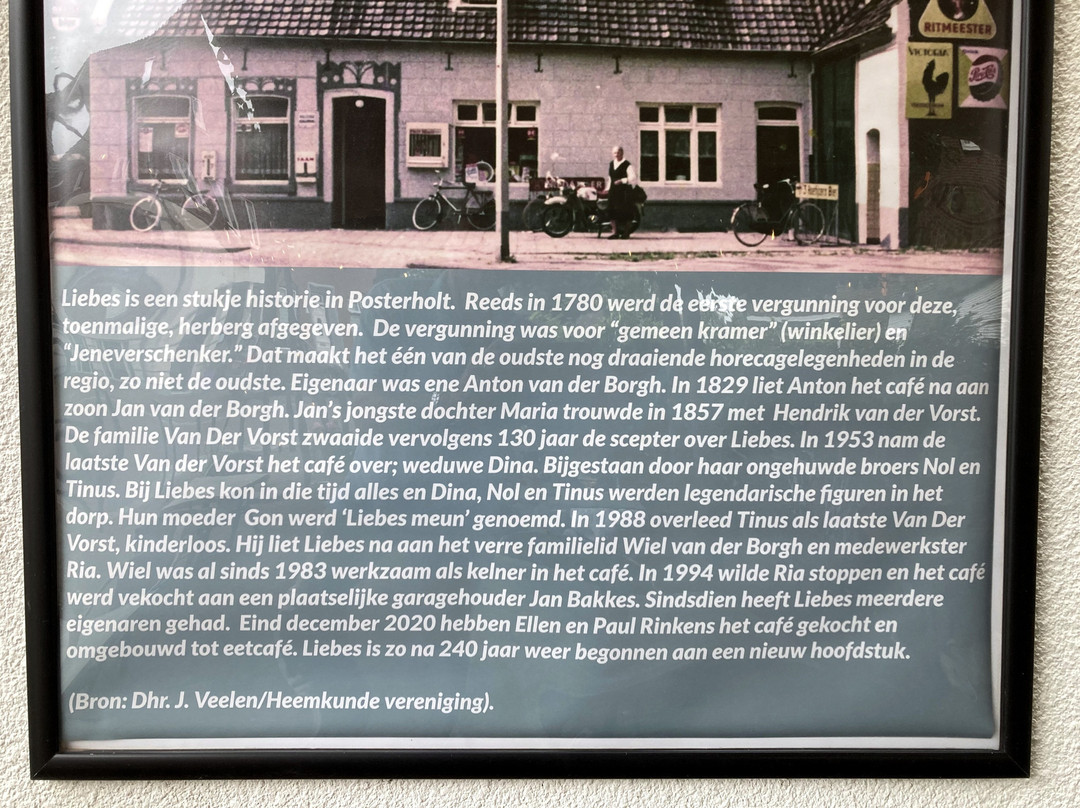 RITMEESTER
VICTORIA
Liebes is een stukje historie in Posterholt. Reeds in 1780 werd de eerste vergunning voor deze,
toenmalige, herberg afgegeven. De vergunning was voor “gemeen kramer” (winkelier) en
“Jeneverschenker.” Dat maakt het één van de oudste nog draaiende horecagelegenheden in de
regio, zo niet de oudste. Eigenaar was ene Anton van der Borgh. In 1829 liet Anton het café na aan
zoon Jan van der Borgh. Jan’s jongste dochter Maria trouwde in 1857 met Hendrik van der Vorst.
De familie Van Der Vorst zwaaide vervolgens 130 jaar de scepter over Liebes. In 1953 nam de
laatste Van der Vorst het café over; weduwe Dina. Bijgestaan door haar ongehuwde broers Nol en
Tinus. Bij Liebes kon in die tijd alles en Dina, Nol en Tinus werden legendarische figuren in het
dorp. Hun moeder Gon werd ‘Liebes meun’ genoemd. In 1988 overleed Tinus als laatste Van Der
Vorst, kinderloos. Hij liet Liebes na aan het verre familielid Wiel van der Borgh en medewerkster
Ria. Wiel was al sinds 1983 werkzaam als kelner in het café. In 1994 wilde Ria stoppen en het café
werd vekocht aan een plaatselijke garagehouder Jan Bakkes. Sindsdien heeft Liebes meerdere
eigenaren gehad. Eind december 2020 hebben Ellen en Paul Rinkens het café gekocht en
omgebouwd tot eetcafé. Liebes is zo na 240 jaar weer begonnen aan een nieuw hoofdstuk.
(Bron: Dhr. J. Veelen/Heemkunde vereniging).